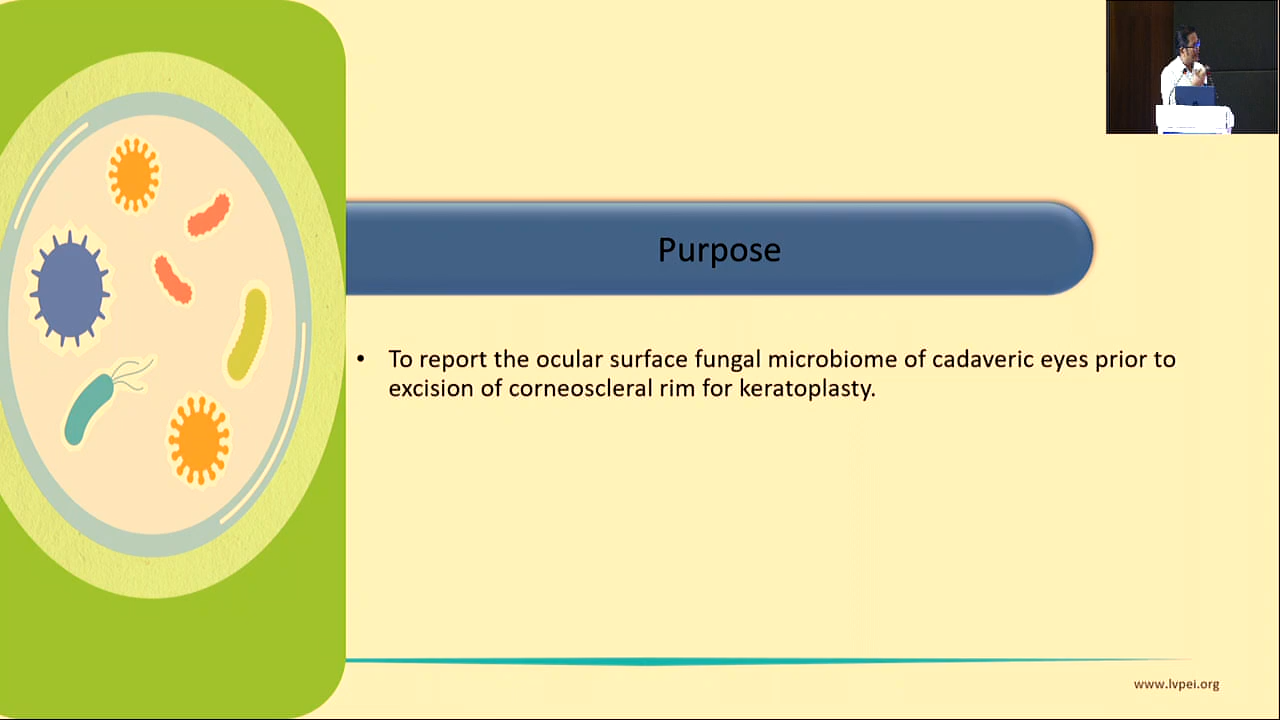 Purpose
• To report the ocular surface fungal microbiome of cadaveric eyes prior to
excision of corneoscleral rim for keratoplasty.
www.lvpei.org